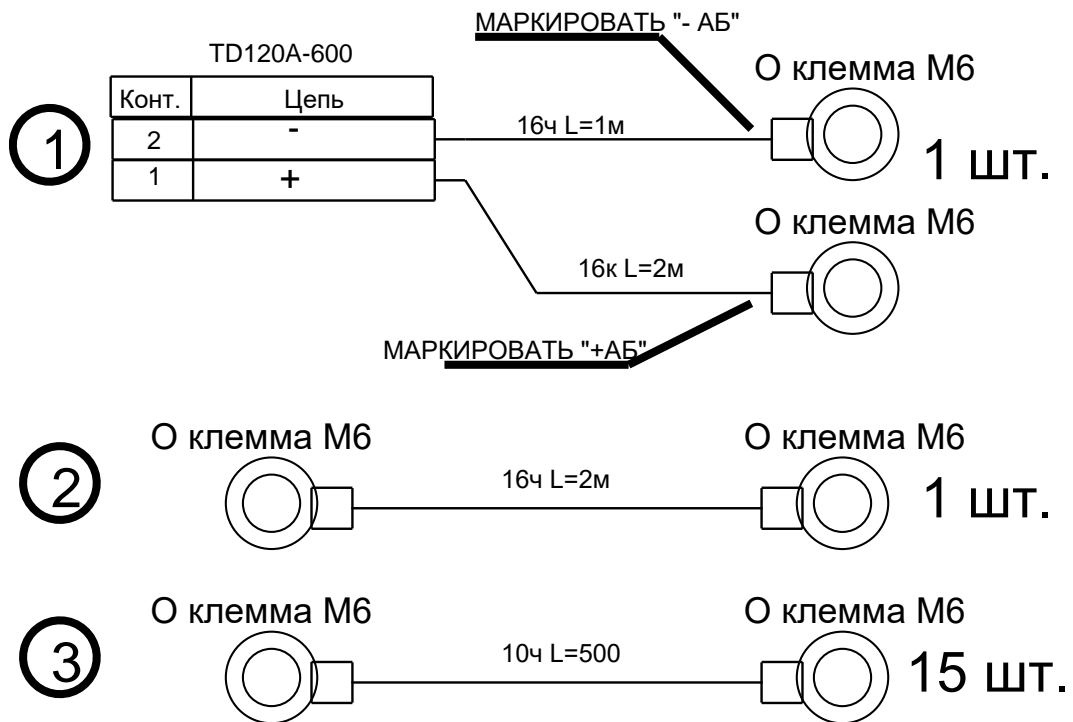 МАРКИРОВАТЬ "- АБ"
TD120A-600
О клемма М6
Конт. Цепь
1
2 -
16ч L=1м
1 шт.
1 +
О клемма М6
16к L=2м
МАРКИРОВАТЬ "+АБ"
О клемма М6
О клемма М6
2
16ч L=2м
1 шт.
О клемма М6
О клемма М6
3
10ч L=500
15 шт.